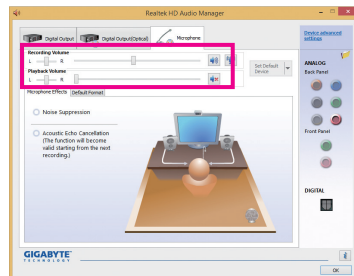 Realtek HD Audio Manager
Digital Output
Digital Output(Optical)
Microphone
Device advanced
settings
Recording Volume
L
R
Set Default
Device
Playback Volume
L
R
ANALOG
Back Panel
Microphone Effects
Default Format
Noise Suppression
Acoustic Echo Cancellation
(The function will become
valid starting from the next
recording.)
Front Panel
DIGITAL
GIGABYTE
TECHNOLOGY
OK